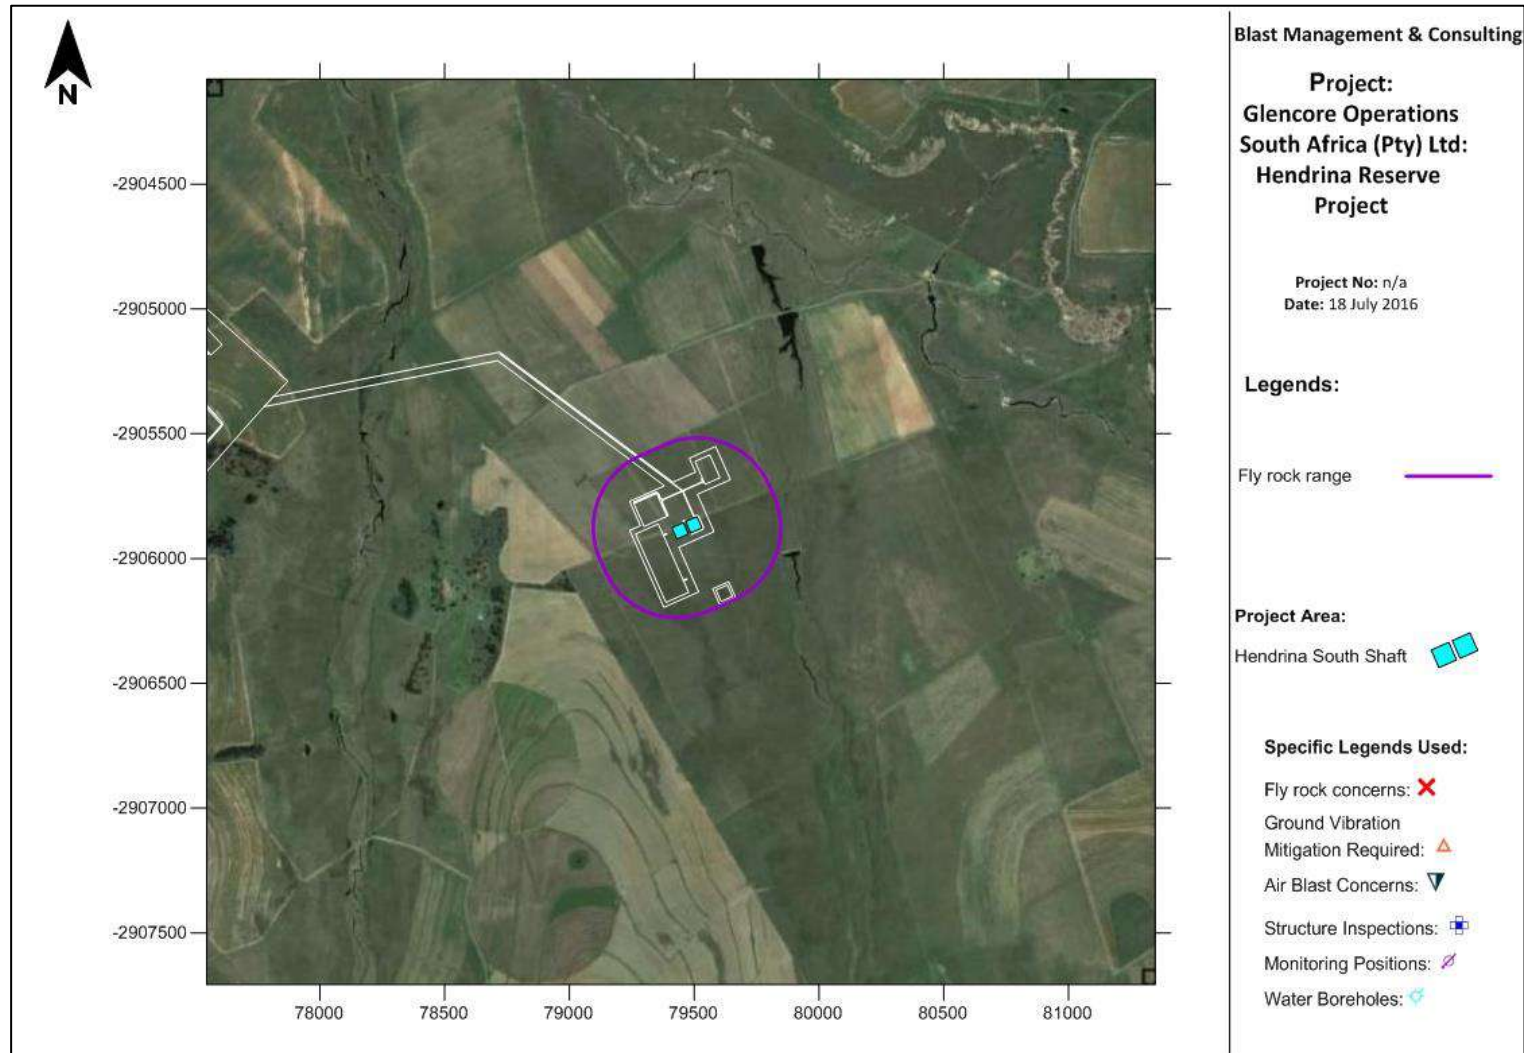 N
-2904500
-2905000
-2905500
-2906000
-2906500
-2907000
-2907500
78000
78500
79000
79500
80000
80500
81000
Blast Management & Consulting
Project:
Glencore Operations
South Africa (Pty) Ltd:
Hendrina Reserve
Project
Project No: n/a
Date: 18 July 2016
Legends:
Fly rock range
Project Area:
Hendrina South Shaft
Specific Legends Used:
Fly rock concerns:
Ground Vibration
Mitigation Required:
Air Blast Concerns:
Structure Inspections:
Monitoring Positions:
Water Boreholes: